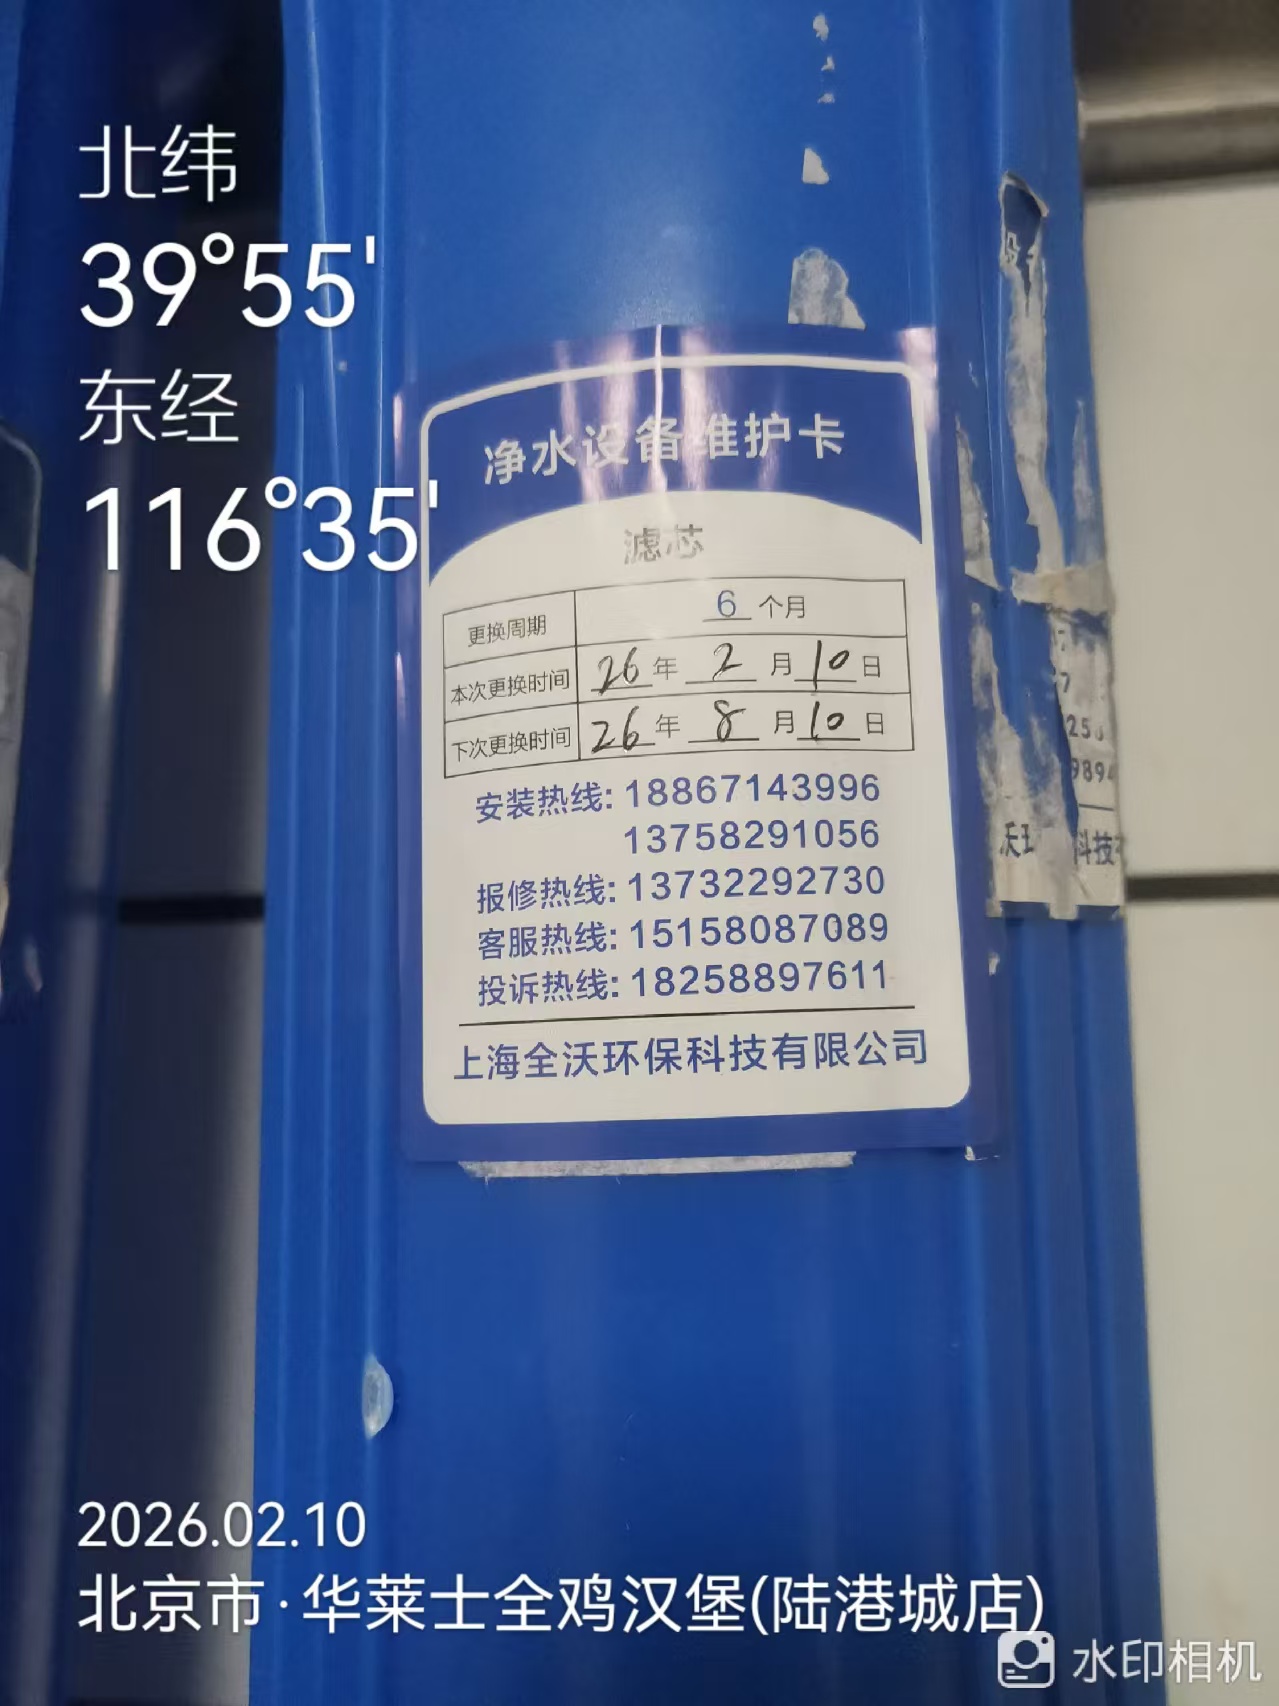 北纬
39°55'
东经
116°35'
净水设备维护卡
滤芯
更换周期 6 个月
本次更换时间 26 年 2 月 10 日
下次更换时间 26 年 8 月 10 日
安装热线: 18867143996
13758291056
报修热线: 13732292730
客服热线: 15158087089
投诉热线: 18258897611
上海全沃环保科技有限公司
2026.02.10
北京市·华莱士全鸡汉堡(陆港城店)
水印相机